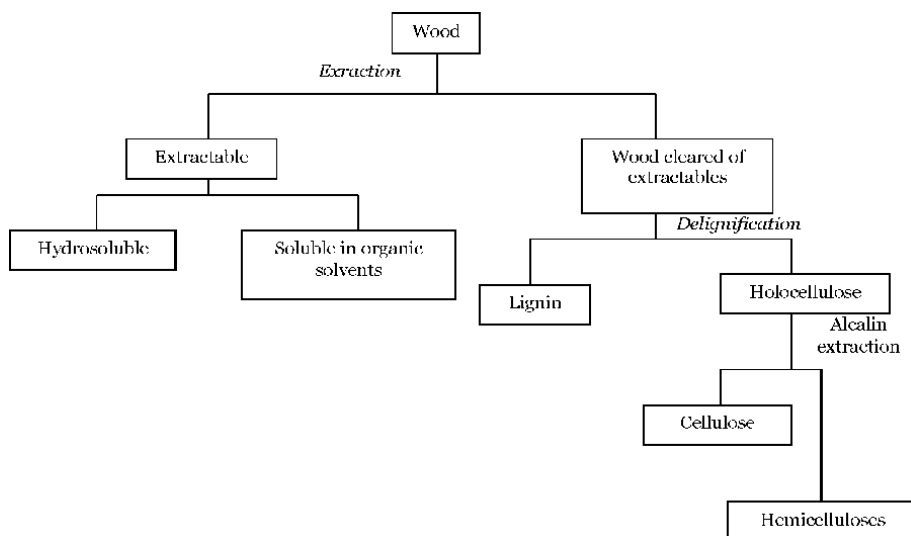 Wood
Exraction
Extractable
Wood cleared of
extractables
Delignification
Hydrosoluble
Soluble in organic
solvents
Lignin
Holocellulose
Alcalin
extraction
Cellulose
Hemicelluloses